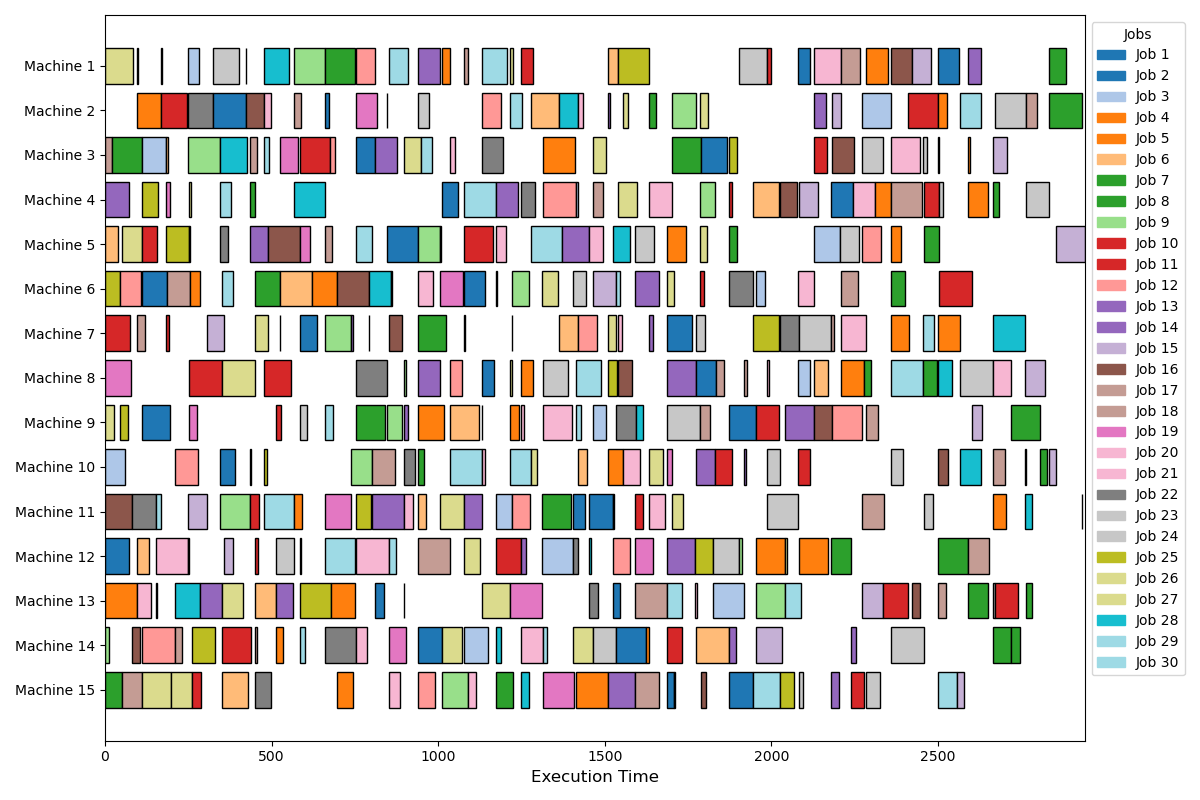 Machine 1
Machine 2
Machine 3
Machine 4
Machine 5
Machine 6
Machine 7
Machine 8
Machine 9
Machine 10
Machine 11
Machine 12
Machine 13
Machine 14
Machine 15
0 500 1000 1500 2000 2500
Execution Time
Jobs
Job 1
Job 2
Job 3
Job 4
Job 5
Job 6
Job 7
Job 8
Job 9
Job 10
Job 11
Job 12
Job 13
Job 14
Job 15
Job 16
Job 17
Job 18
Job 19
Job 20
Job 21
Job 22
Job 23
Job 24
Job 25
Job 26
Job 27
Job 28
Job 29
Job 30